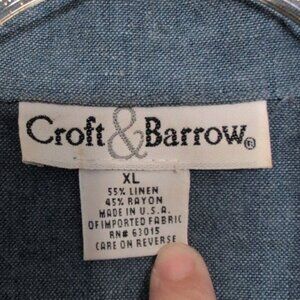 Croft&Barrow®
XL
55% LINEN
45% RAYON
MADE IN U.S.A.
OF IMPORTED FABRIC
RN# 63015
CARE ON REVERSE